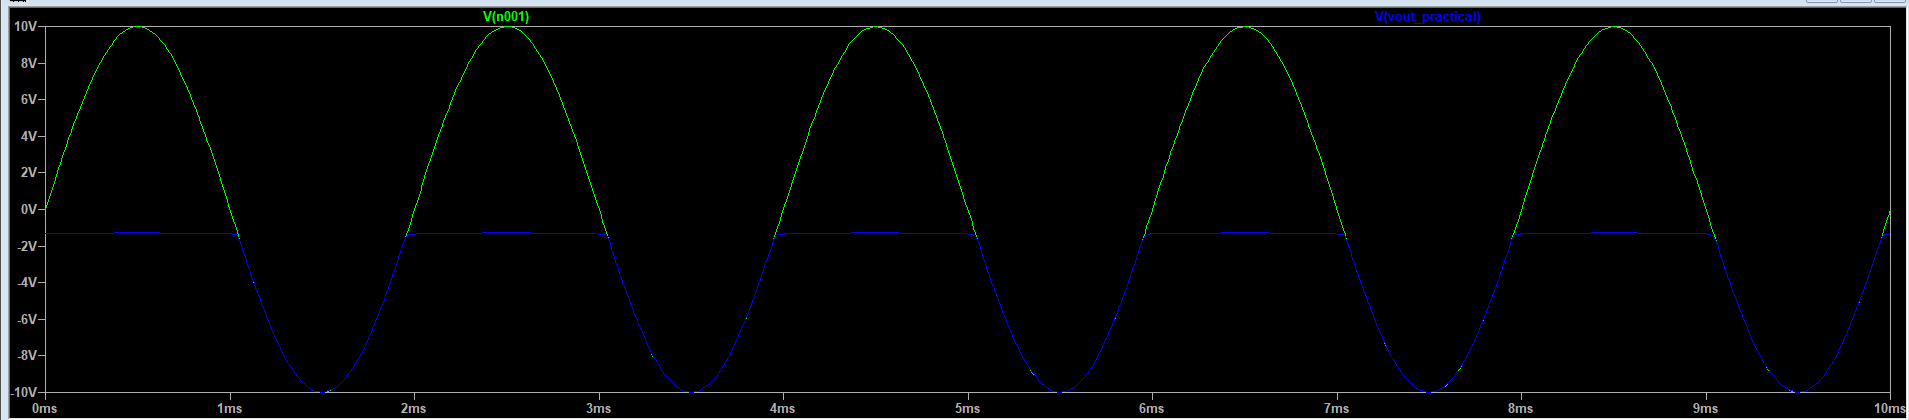 V(n001) V(vout_practical)
10V
8V
6V
4V
2V
0V
-2V
-4V
-6V
-8V
-10V
0ms 1ms 2ms 3ms 4ms 5ms 6ms 7ms 8ms 9ms 10ms